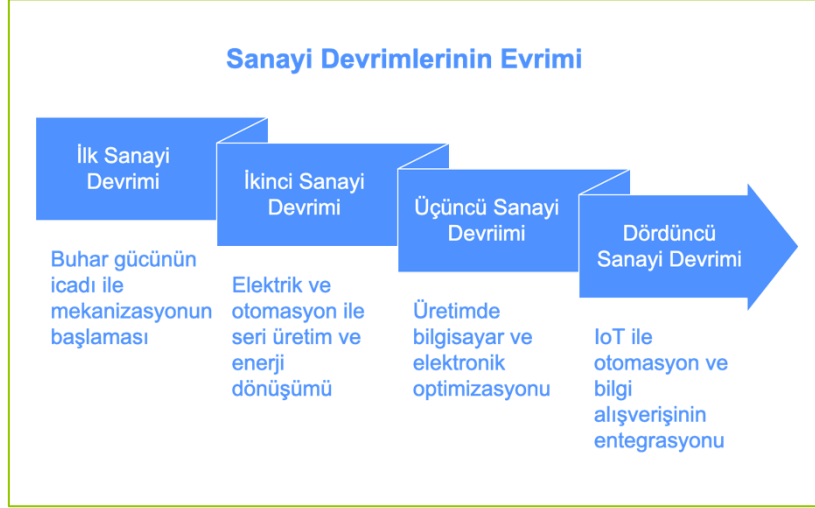 Sanayi Devrimlerinin Evrimi
İlk Sanayi
Devrimi
Buhar gücünün
icadı ile
mekanizasyonun
başlaması
İkinci Sanayi
Devrimi
Elektrik ve
otomasyon ile
seri üretim ve
enerji
dönüşümü
Üçüncü Sanayi
Devriimi
Üretimde
bilgisayar ve
elektronik
optimizasyonu
Dördüncü
Sanayi Devrimi
IoT ile
otomasyon ve
bilgi
alışverişinin
entegrasyonu